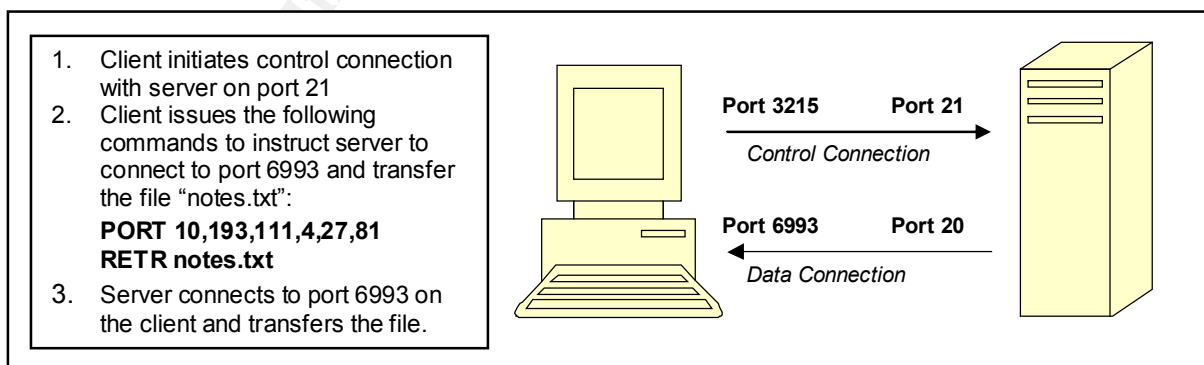 1. Client initiates control connection
with server on port 21
2. Client issues the following
commands to instruct server to
connect to port 6993 and transfer
the file “notes.txt”:
PORT 10,193,111,4,27,81
RETR notes.txt
3. Server connects to port 6993 on
the client and transfers the file.
Port 3215 Port 21
Control Connection
Port 6993 Port 20
Data Connection